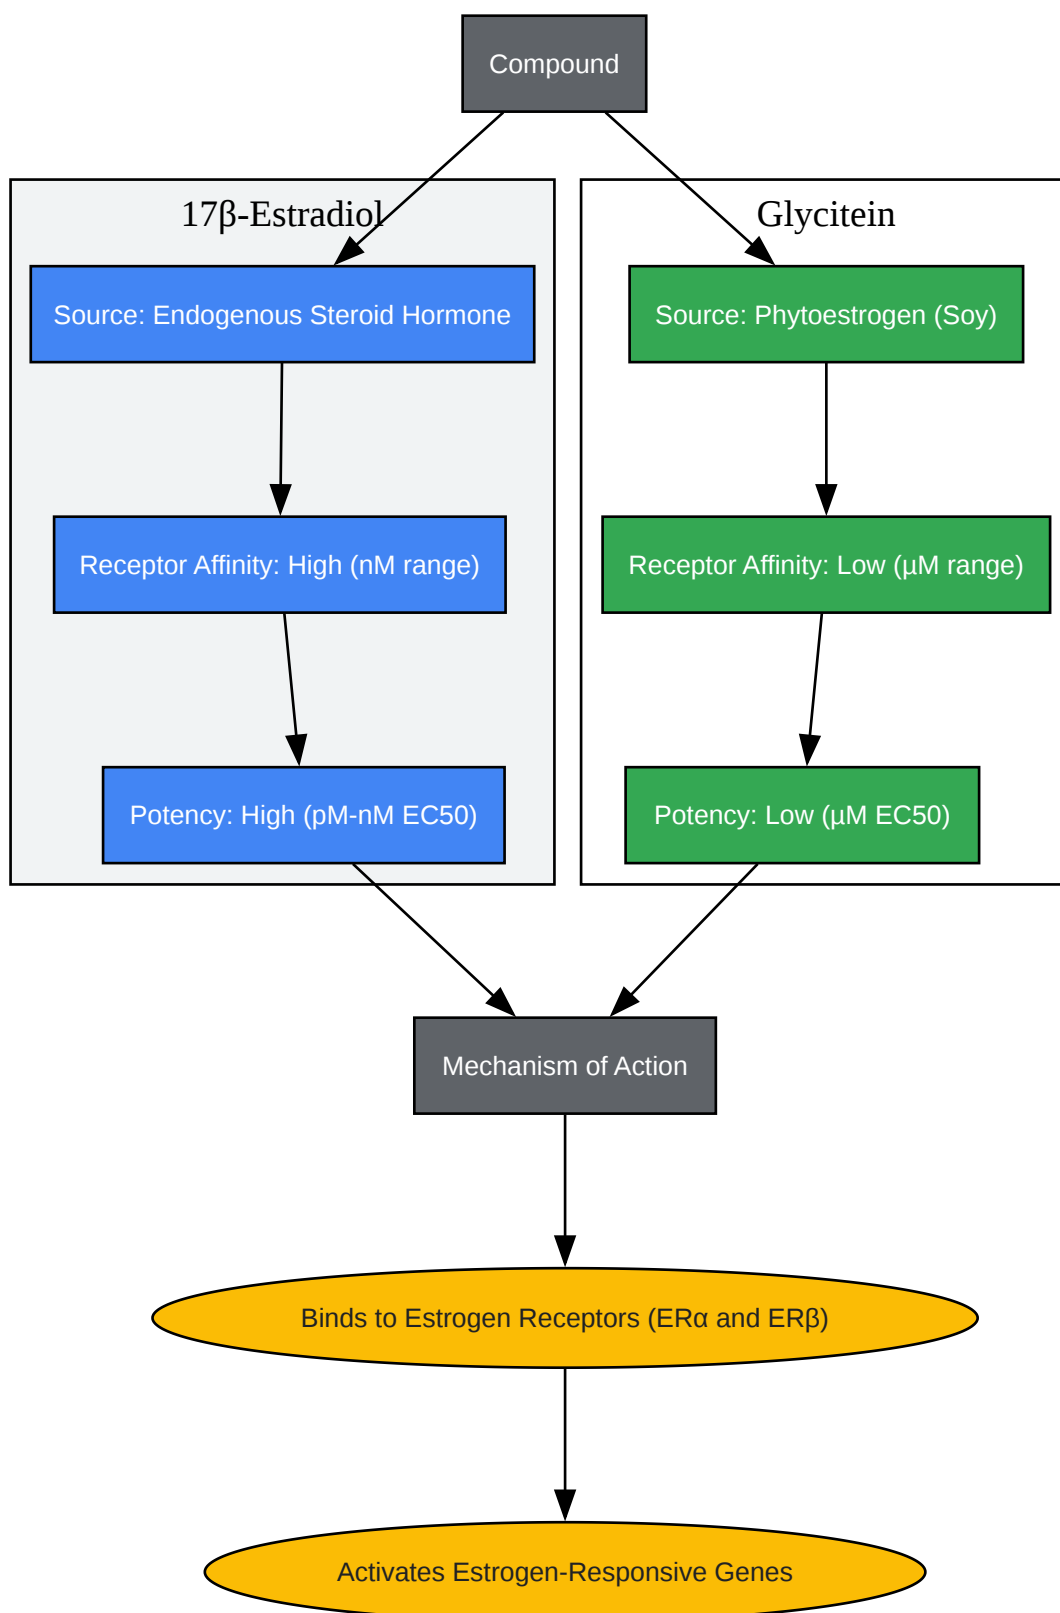 Compound
17β-Estradiol
Glycitein
Source: Endogenous Steroid Hormone
Source: Phytoestrogen (Soy)
Receptor Affinity: High (nM range)
Receptor Affinity: Low (µM range)
Potency: High (pM-nM EC50)
Potency: Low (µM EC50)
Mechanism of Action
Binds to Estrogen Receptors (ERα and ERβ)
Activates Estrogen-Responsive Genes